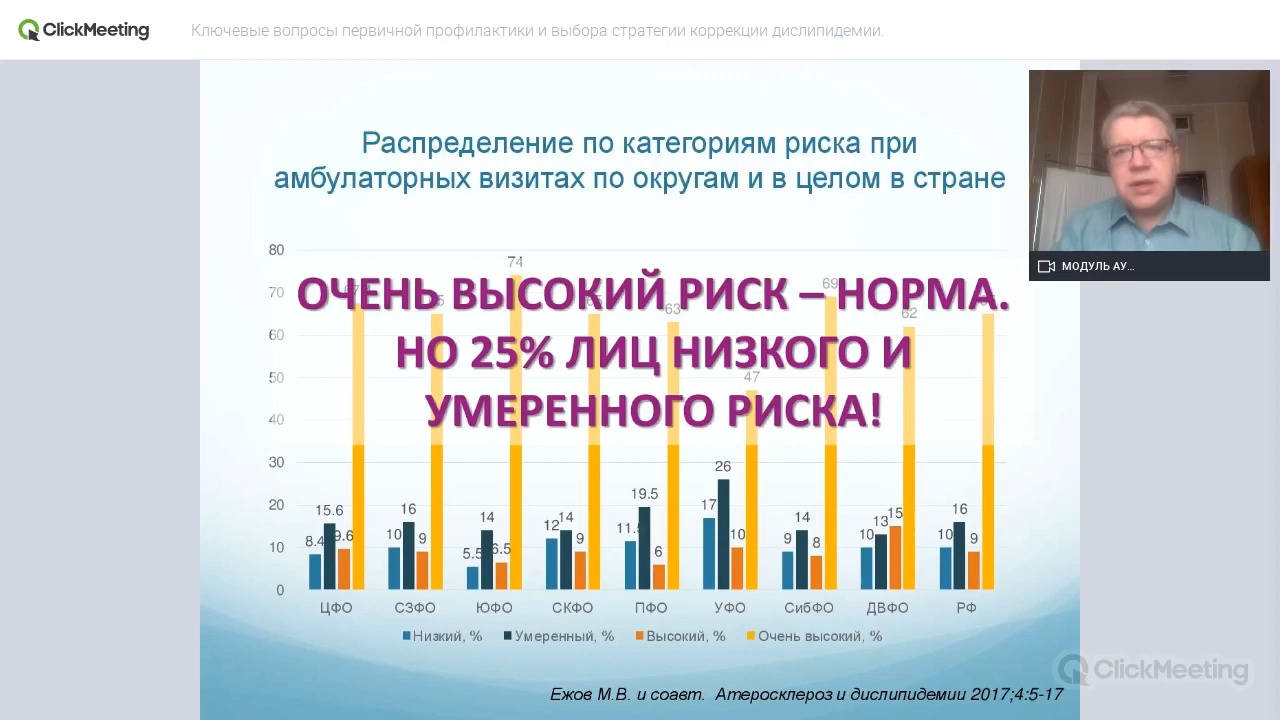 ClickMeeting
Ключевые вопросы первичной профилактики и выбора стратегии коррекции дислипидемии.
МОДУЛЬ АУ...
Распределение по категориям риска при
амбулаторных визитах по округам и в целом в стране
ОЧЕНЬ ВЫСОКИЙ РИСК – НОРМА.
НО 25% ЛИЦ НИЗКОГО И
УМЕРЕННОГО РИСКА!
80
70
60
50
40
30
20
10
0
74
63
47
69
62
8.4 15.6 9.6
10 16 9
5.5 14 6.5
12 14 9
19.5 6
17 26 10
9 14 8
10 13 15
10 16 9
ЦФО СЗФО ЮФО СКФО ПФО УФО СибФО ДВФО РФ
Низкий, % Умеренный, % Высокий, % Очень высокий, %
Ежов М.В. и соавт. Атеросклероз и дислипидемии 2017;4:5-17
ClickMeeting